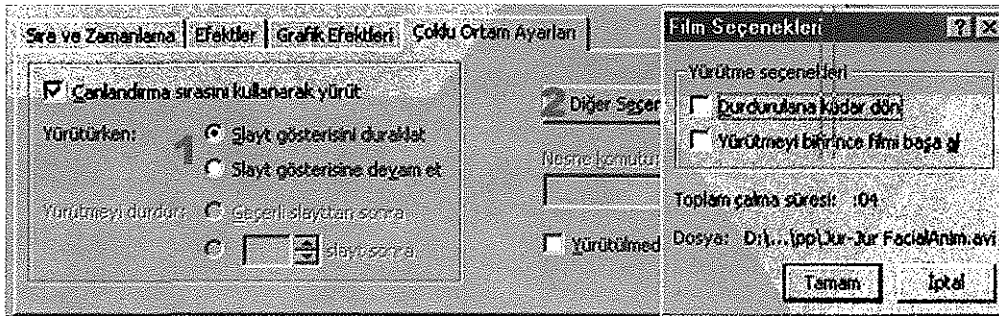 Sıra ve Zamanlama Efektler Grafik Efektleri Çoklu Ortam Ayarları
Canlandırma sırasını kullanarak yürüt
Yürütürken: 1 Slayt gösterisini duraklat
Slayt gösterisine devam et
Yürütmeyi durdur: Geçerli slayttan sonra
slayt sonra
2 Diğer Seçen
Nesne komutu:
Yürütülmed
Film Seçenekleri
Yürütme seçenekleri
Durdurulana kadar dön
Yürütmeyi bitirince filmi başa al
Toplam çalma süresi: :04
Dosya: D:\...\pp\Jur-Jur FacialAnim.avi
Tamam İptal